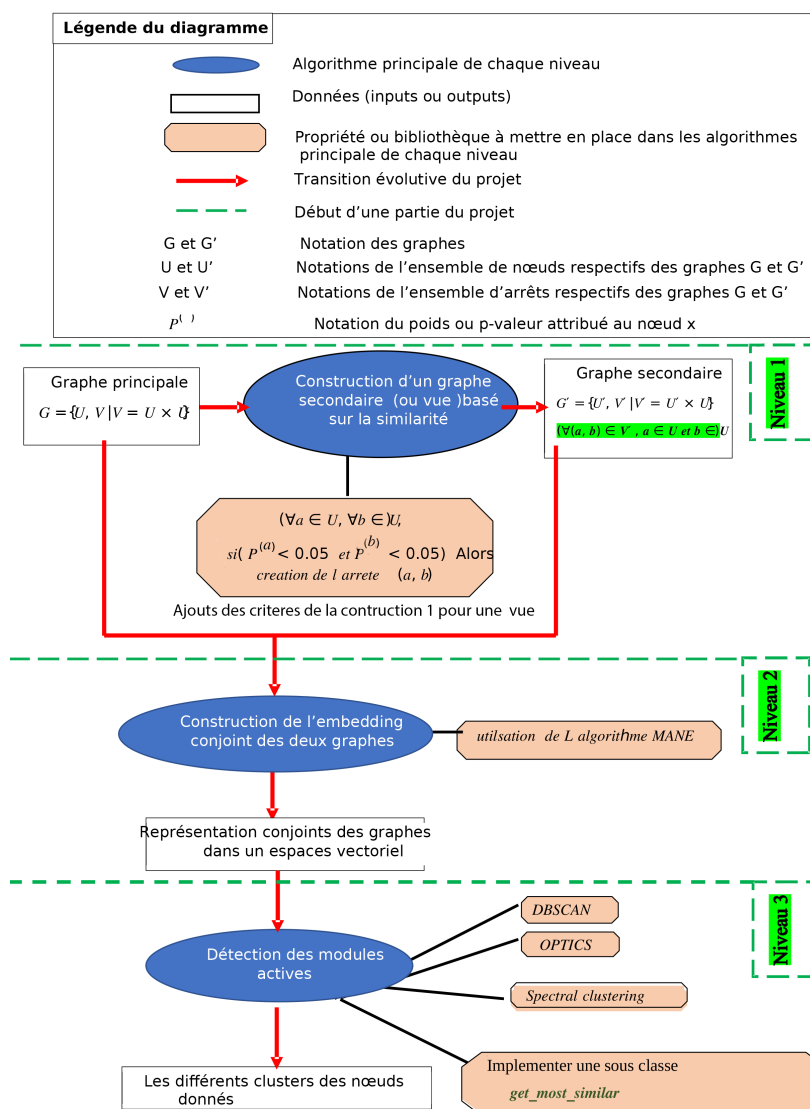 Légende du diagramme
Algorithme principale de chaque niveau
Données (inputs ou outputs)
Propriété ou bibliothèque à mettre en place dans les algorithmes
principale de chaque niveau
Transition évolutive du projet
Début d’une partie du projet
G et G’ Notation des graphes
U et U’ Notations de l’ensemble de nœuds respectifs des graphes G et G’
V et V’ Notations de l’ensemble d’arrêts respectifs des graphes G et G’
P( ) Notation du poids ou p-valeur attribué au nœud x
Niveau 1
Graphe principale
G = {U, V |V = U × U}
Construction d’un graphe
secondaire (ou vue )basé
sur la similarité
Graphe secondaire
G′ = {U′, V′ |V′ = U′ × U}
(∀(a, b) ∈ V′ , a ∈ U et b ∈)U
(∀a ∈ U, ∀b ∈)U,
si( P(a) < 0.05 et P(b) < 0.05) Alors
creation de l arrete (a, b)
Ajouts des criteres de la contruction 1 pour une vue
Niveau 2
Construction de l’embedding
conjoint des deux graphes
utilsation de L algorithme MANE
Représentation conjoints des graphes
dans un espaces vectoriel
Niveau 3
Détection des modules
actives
DBSCAN
OPTICS
Spectral clustering
Implementer une sous classe
get_most_similar
Les différents clusters des nœuds
donnés